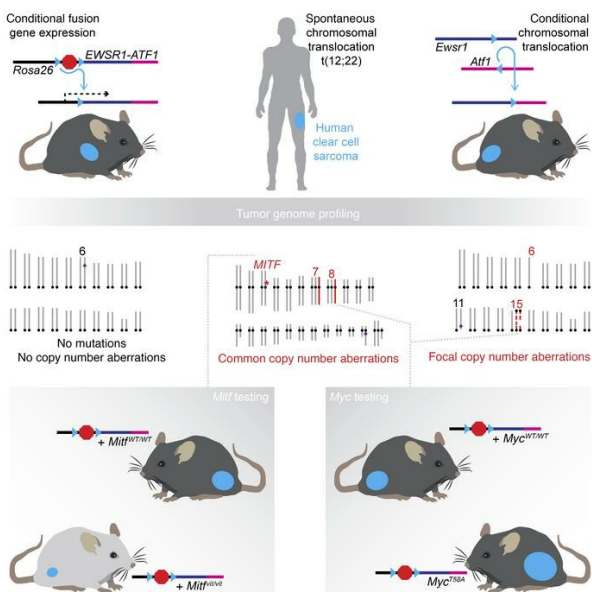 Conditional fusion
gene expression
EWSR1-ATF1
Rosa26
Spontaneous
chromosomal
translocation
t(12;22)
Human
clear cell
sarcoma
Conditional
chromosomal
translocation
Ewsr1
Atf1
Tumor genome profiling
6
No mutations
No copy number aberrations
MITF
*
7
8
Common copy number aberrations
6
11
15
Focal copy number aberrations
Mitf testing
+ Mitf^WT/WT
+ Mitf^vit/vit
Myc testing
+ Myc^WT/WT
Myc^T58A